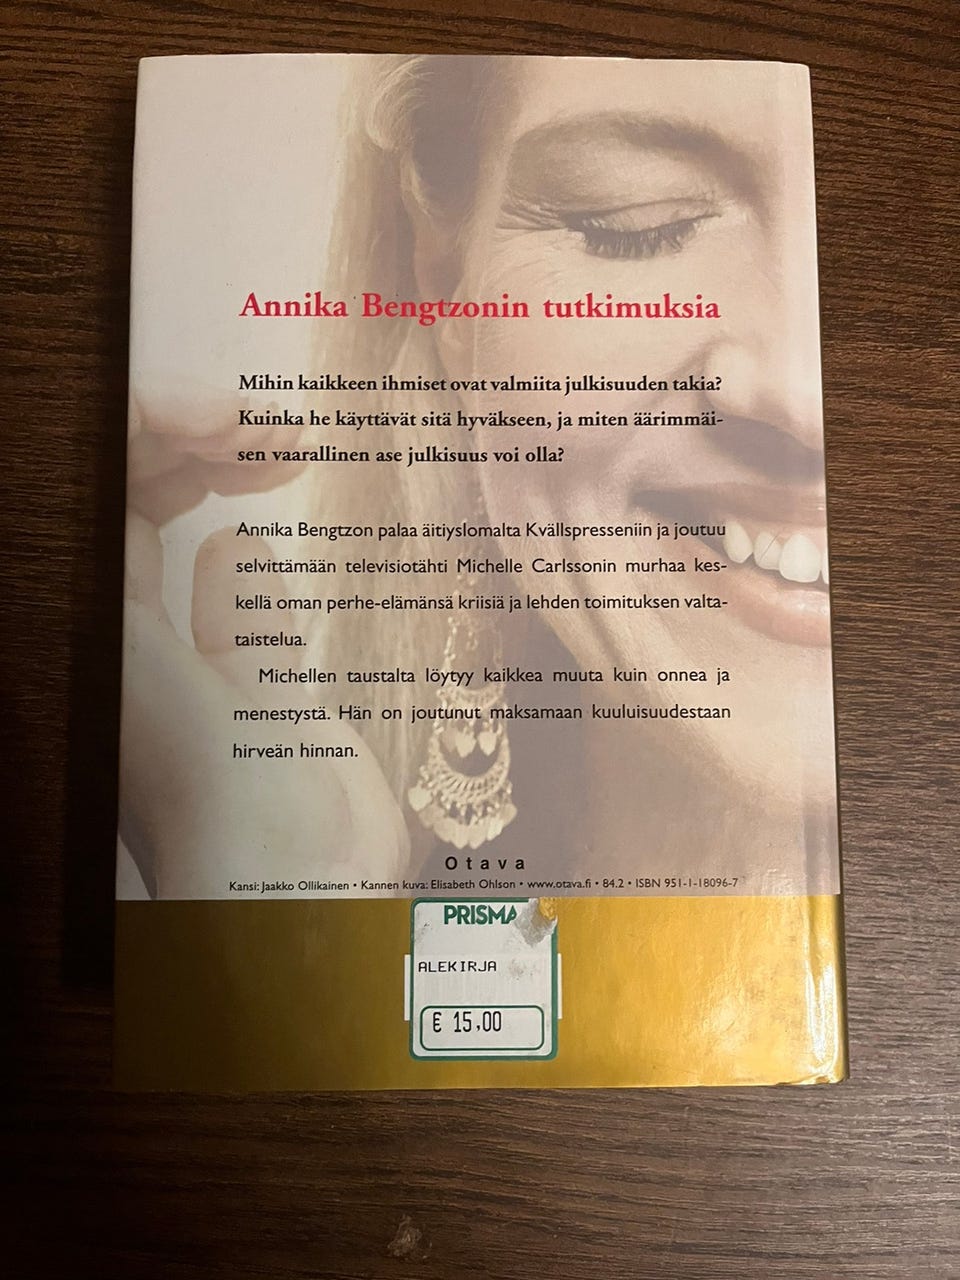 Annika Bengtzonin tutkimuksia
Mihin kaikkeen ihmiset ovat valmiita julkisuuden takia?
Kuinka he käyttävät sitä hyväkseen, ja miten äärimmäi-
sen vaarallinen ase julkisuus voi olla?
Annika Bengtzon palaa äitiyslomalta Kvällspresseniin ja joutuu
selvittämään televisiotähti Michelle Carlssonin murhaa kes-
kellä oman perhe-elämänsä kriisiä ja lehden toimituksen valta-
taistelua.
Michellen taustalta löytyy kaikkea muuta kuin onnea ja
menestystä. Hän on joutunut maksamaan kuuluisuudestaan
hirveän hinnan.
Otava
Kansi: Jaakko Ollikainen • Kannen kuva: Elisabeth Ohlson • www.otava.fi • 84.2 • ISBN 951-1-18096-7
PRISMA
ALEKIRJA
€ 15,00